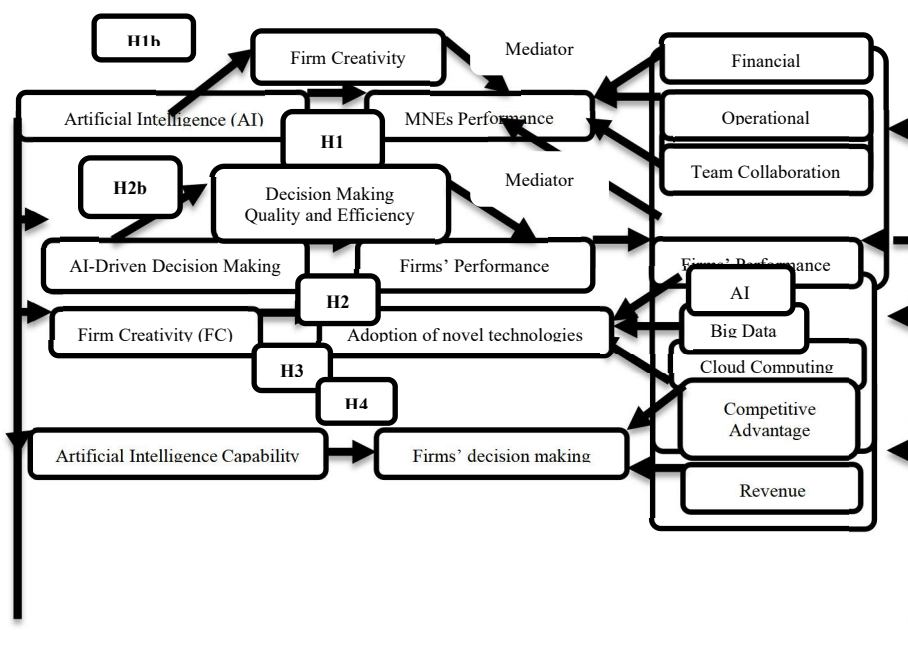 H1b
Firm Creativity
Mediator
Financial
Artificial Intelligence (AI)
MNEs Performance
Operational
H1
Team Collaboration
H2b
Decision Making
Quality and Efficiency
Mediator
AI-Driven Decision Making
Firms’ Performance
Firms’ Performance
AI
H2
Big Data
Firm Creativity (FC)
Adoption of novel technologies
Cloud Computing
H3
H4
Competitive
Advantage
Artificial Intelligence Capability
Firms’ decision making
Revenue